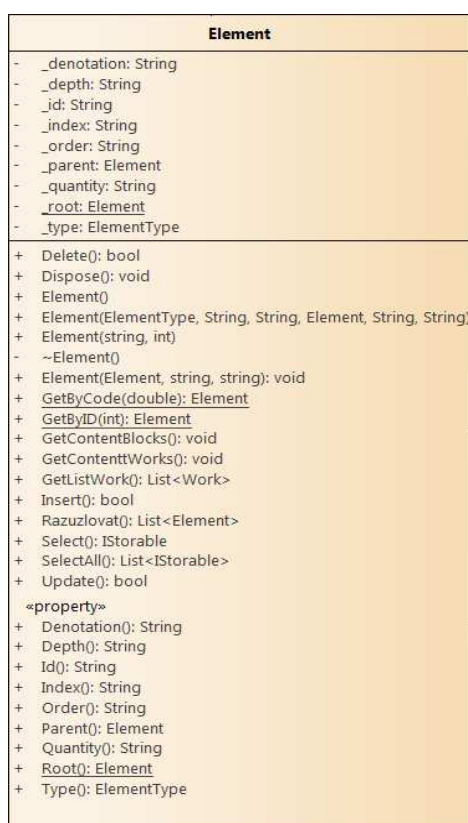 Element
- _denotation: String
- _depth: String
- _id: String
- _index: String
- _order: String
- _parent: Element
- _quantity: String
- _root: Element
- _type: ElementType
+ Delete(): bool
+ Dispose(): void
+ Element()
+ Element(ElementType, String, String, Element, String, String)
+ Element(string, int)
- ~Element()
+ Element(Element, string, string): void
+ GetByCode(double): Element
+ GetByID(int): Element
+ GetContentBlocks(): void
+ GetContenttWorks(): void
+ GetListWork(): List<Work>
+ Insert(): bool
+ Razuzlovat(): List<Element>
+ Select(): IStorable
+ SelectAll(): List<IStorable>
+ Update(): bool
«property»
+ Denotation(): String
+ Depth(): String
+ Id(): String
+ Index(): String
+ Order(): String
+ Parent(): Element
+ Quantity(): String
+ Root(): Element
+ Type(): ElementType